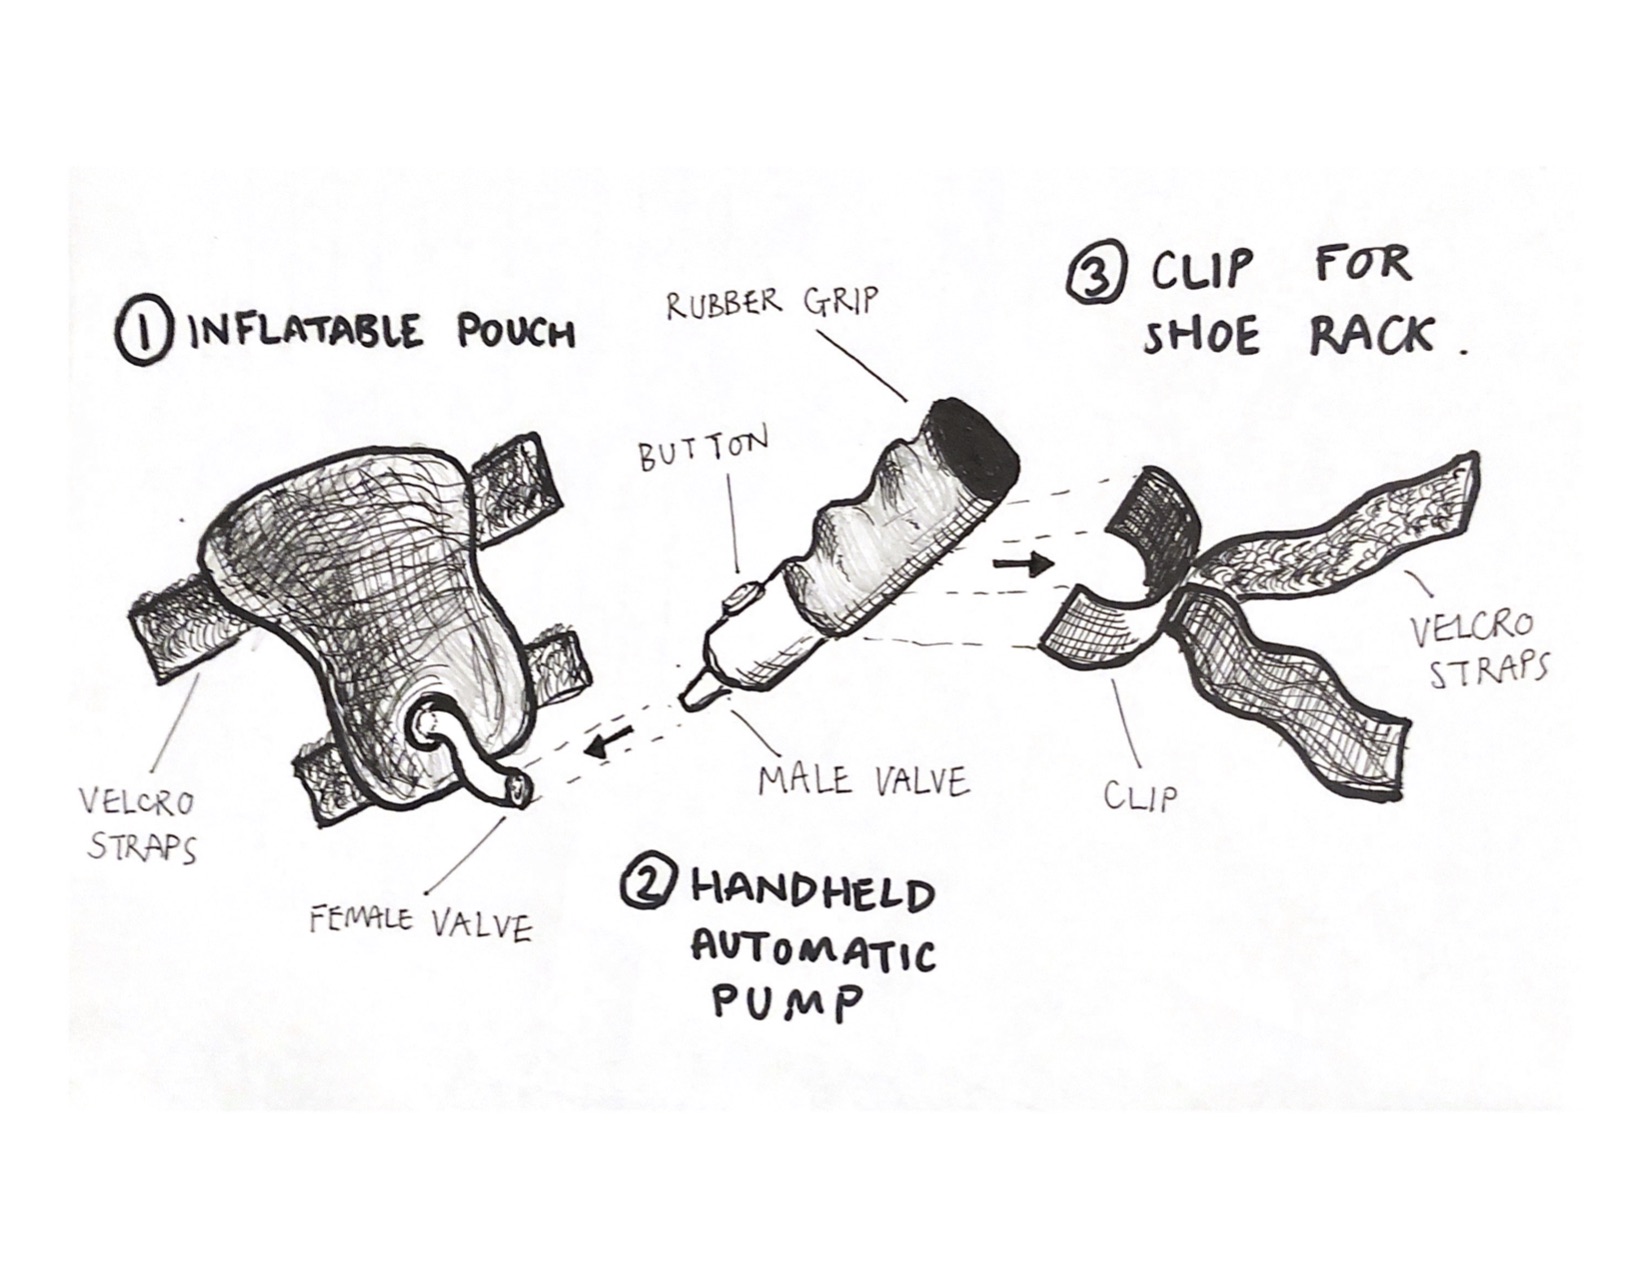 ① INFLATABLE POUCH
VELCRO
STRAPS
FEMALE VALVE
RUBBER GRIP
BUTTON
MALE VALVE
② HANDHELD
AUTOMATIC
PUMP
③ CLIP FOR
SHOE RACK.
CLIP
VELCRO
STRAPS